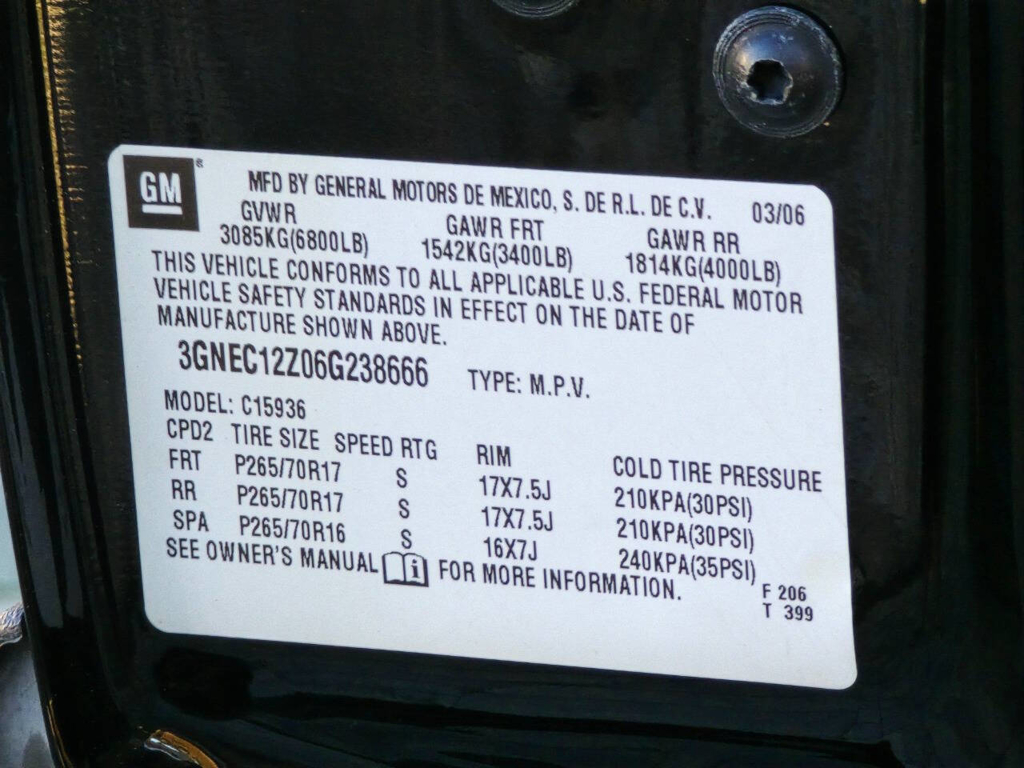 GM ® MFD BY GENERAL MOTORS DE MEXICO, S. DE R.L. DE C.V. 03/06
GVWR GAWR FRT GAWR RR
3085KG(6800LB) 1542KG(3400LB) 1814KG(4000LB)
THIS VEHICLE CONFORMS TO ALL APPLICABLE U.S. FEDERAL MOTOR
VEHICLE SAFETY STANDARDS IN EFFECT ON THE DATE OF
MANUFACTURE SHOWN ABOVE.
3GNEC12Z06G238666 TYPE: M.P.V.
MODEL: C15936
CPD2 TIRE SIZE SPEED RTG RIM COLD TIRE PRESSURE
FRT P265/70R17 S 17X7.5J 210KPA(30PSI)
RR P265/70R17 S 17X7.5J 210KPA(30PSI)
SPA P265/70R16 S 16X7J 240KPA(35PSI)
SEE OWNER'S MANUAL i FOR MORE INFORMATION.
F 206
T 399